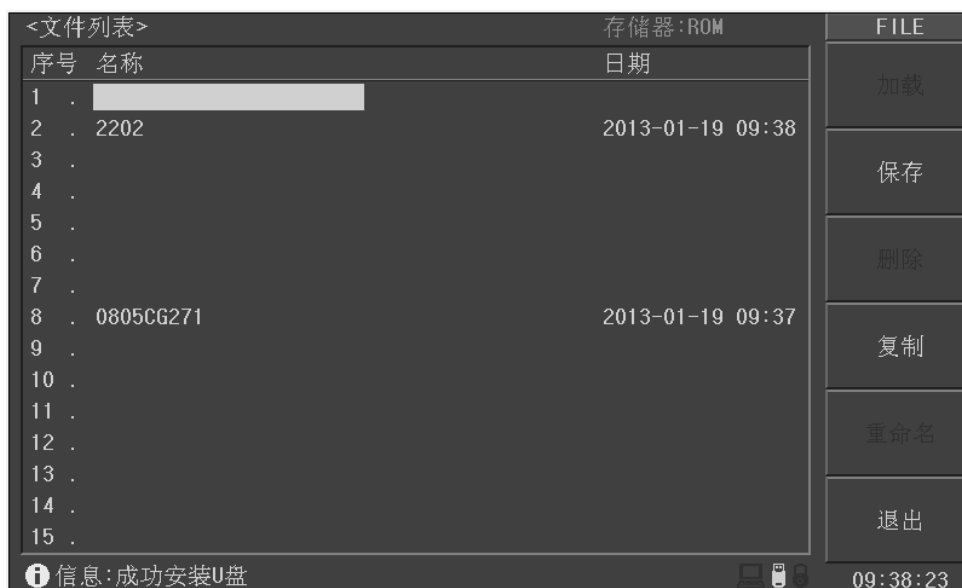 <文件列表> 存储器:ROM FILE
序号 名称 日期
1 .
2 . 2202 2013-01-19 09:38
3 .
4 .
5 .
6 .
7 .
8 . 0805CG271 2013-01-19 09:37
9 .
10 .
11 .
12 .
13 .
14 .
15 .
加载
保存
删除
复制
重命名
退出
信息:成功安装U盘 09:38:23